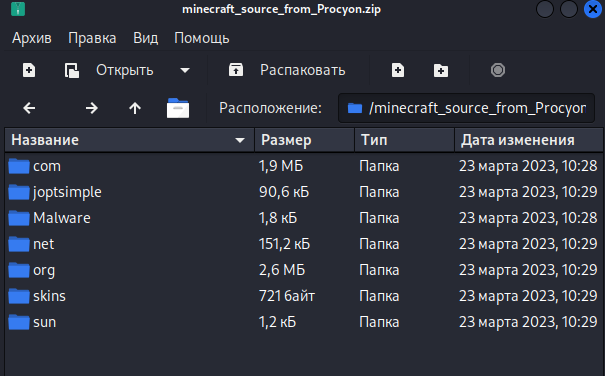 minecraft_source_from_Procyon.zip
Архив Правка Вид Помощь
Открыть Распаковать
Расположение: /minecraft_source_from_Procyon
Название Размер Тип Дата изменения
com 1,9 МБ Папка 23 марта 2023, 10:28
joptsimple 90,6 кБ Папка 23 марта 2023, 10:29
Malware 1,8 кБ Папка 23 марта 2023, 10:28
net 151,2 кБ Папка 23 марта 2023, 10:29
org 2,6 МБ Папка 23 марта 2023, 10:29
skins 721 байт Папка 23 марта 2023, 10:29
sun 1,2 кБ Папка 23 марта 2023, 10:29